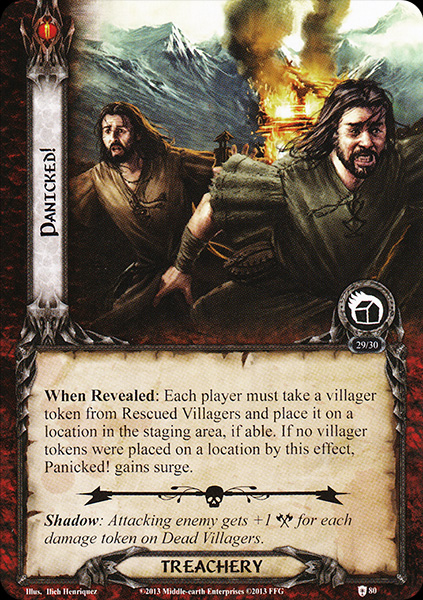 PANICKED!
29/30
When Revealed: Each player must take a villager
token from Rescued Villagers and place it on a
location in the staging area, if able. If no villager
tokens were placed on a location by this effect,
Panicked! gains surge.
Shadow: Attacking enemy gets +1 for each
damage token on Dead Villagers.
TREACHERY
Illus. Ilich Henriquez
©2013 Middle-earth Enterprises ©2013 FFG
80